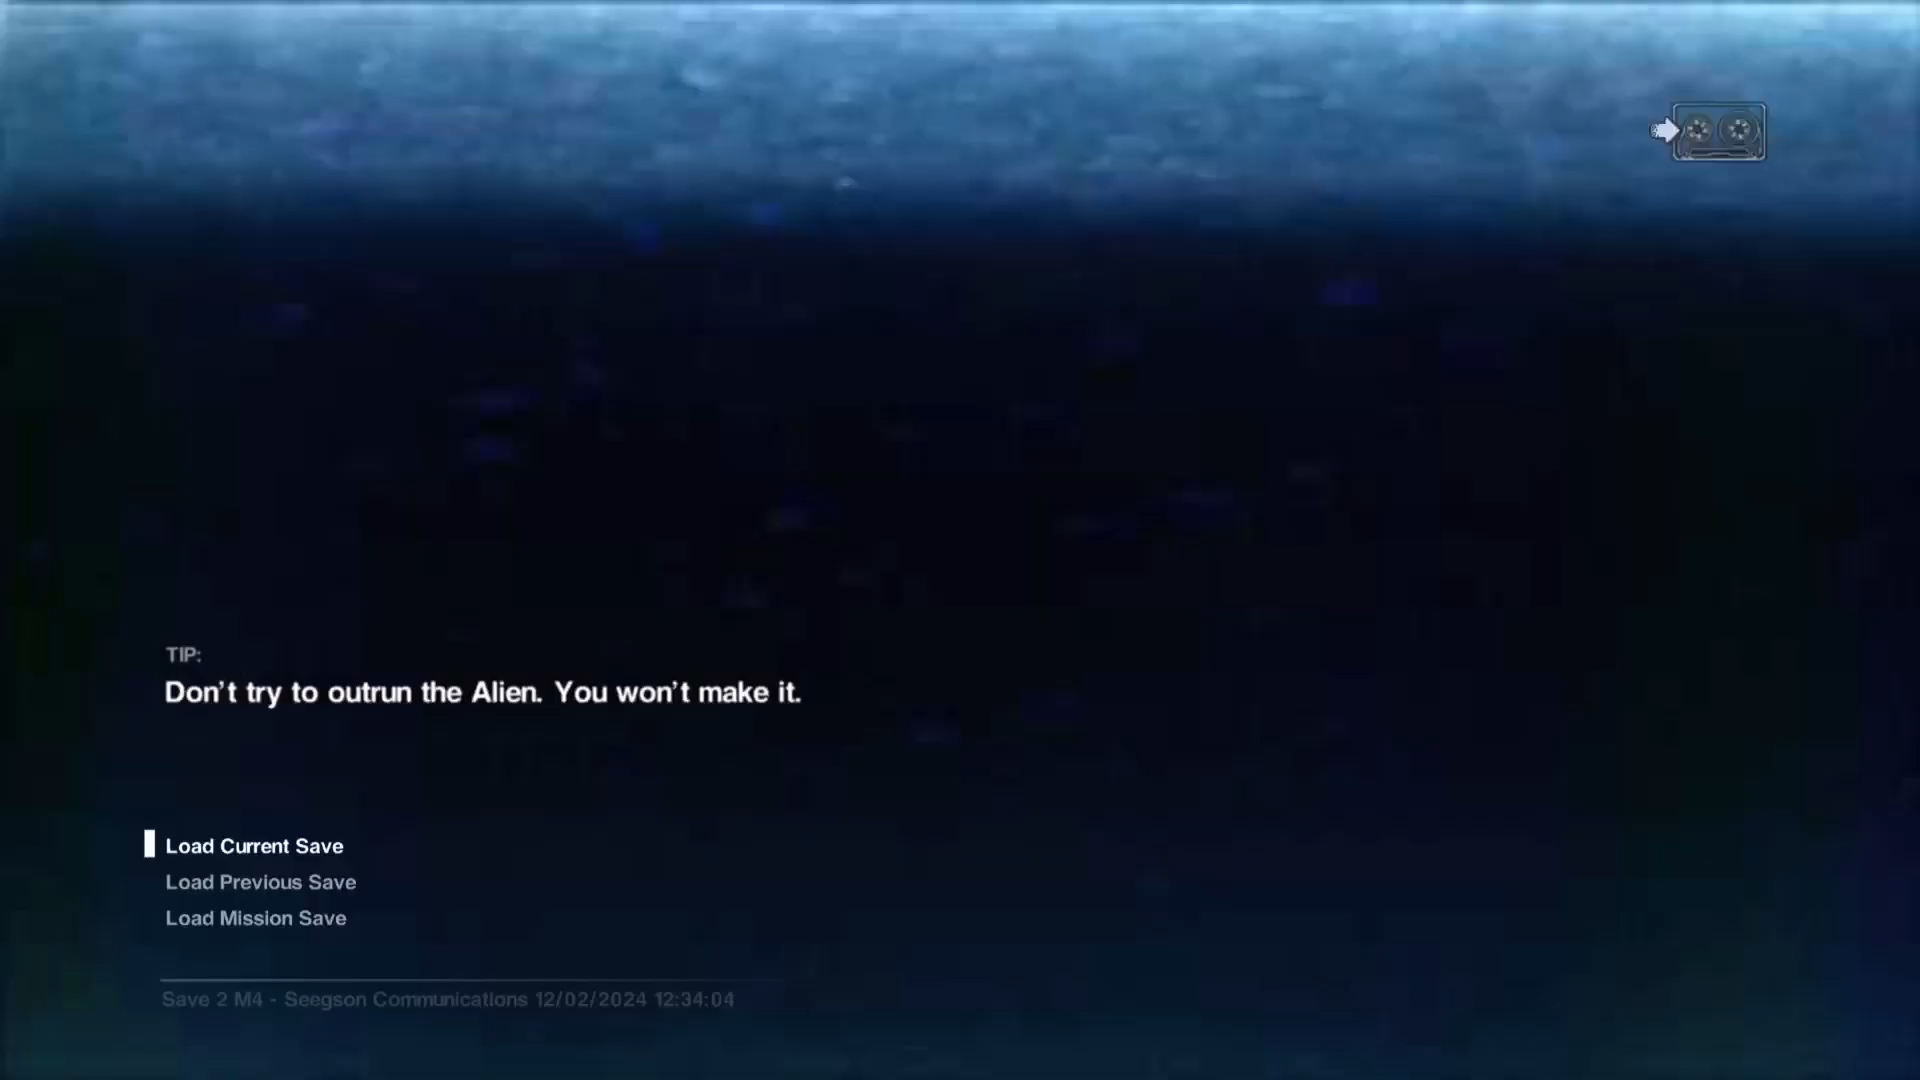 TIP:
Don't try to outrun the Alien. You won't make it.
Load Current Save
Load Previous Save
Load Mission Save
Save 2 M4 - Seegson Communications 12/02/2024 12:34:04